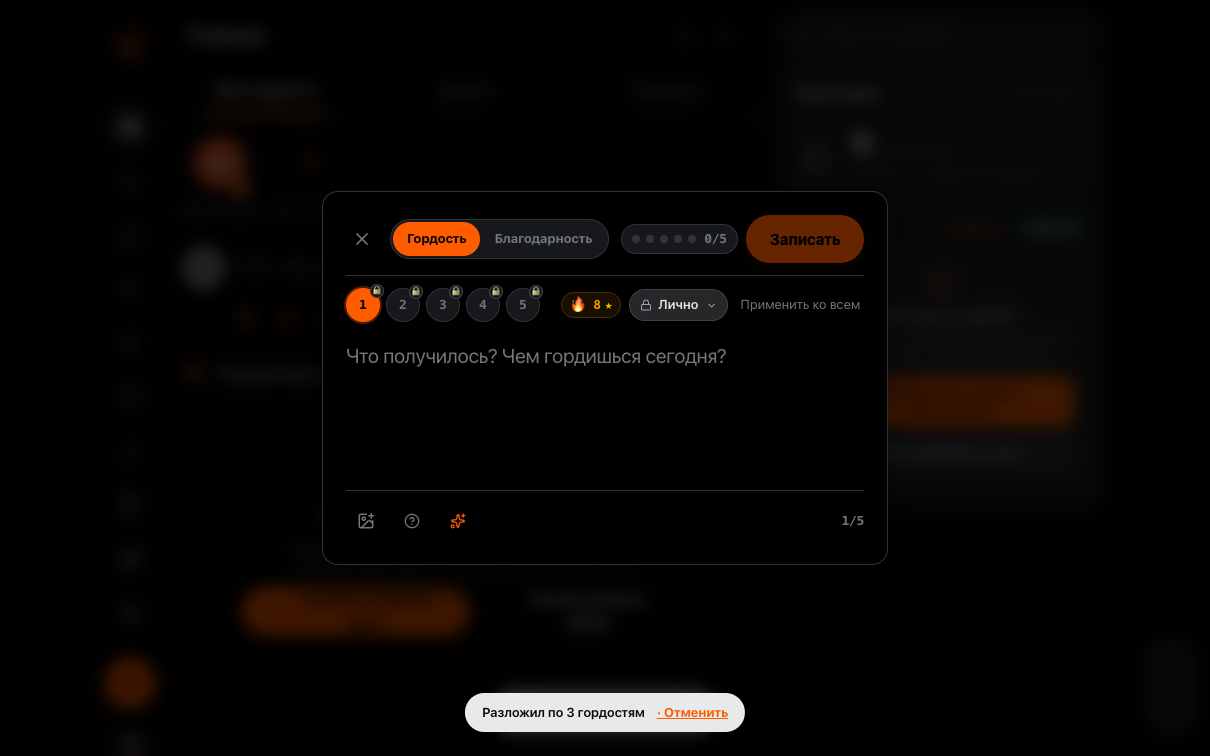 Гордость
Благодарность
0/5
Записать
1
2
3
4
5
8 ★
Лично
Применить ко всем
Что получилось? Чем гордишься сегодня?
1/5
Разложил по 3 гордостям · Отменить